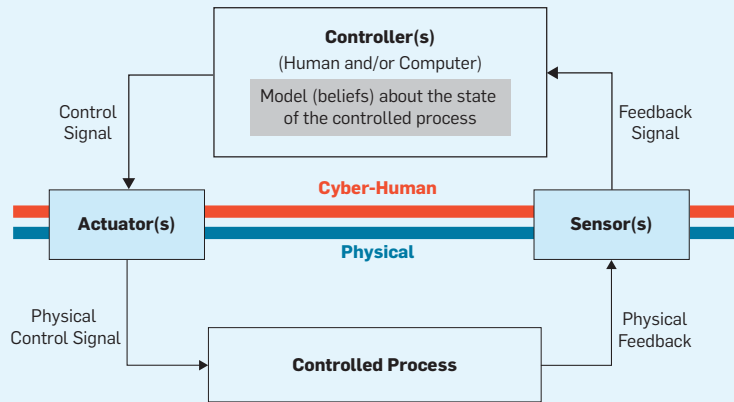 Controller(s)
(Human and/or Computer)
Model (beliefs) about the state
of the controlled process
Control
Signal
Feedback
Signal
Cyber-Human
Actuator(s)
Sensor(s)
Physical
Physical
Control Signal
Physical
Feedback
Controlled Process